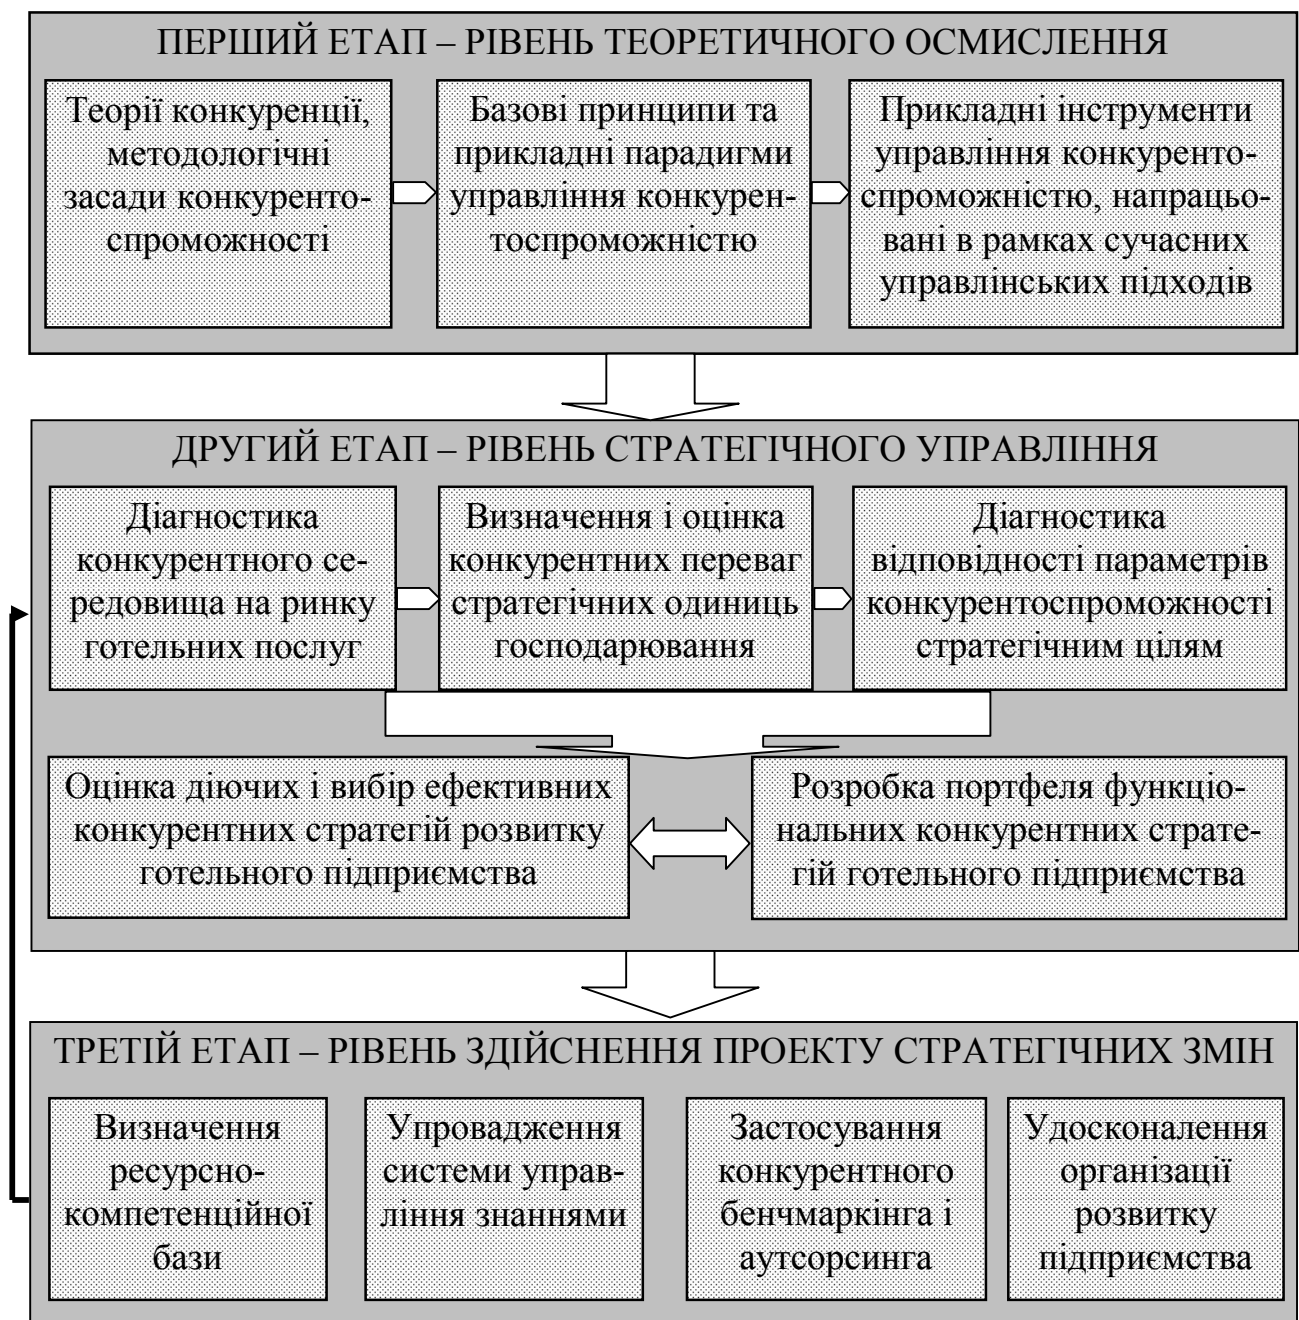 ПЕРШИЙ ЕТАП – РІВЕНЬ ТЕОРЕТИЧНОГО ОСМИСЛЕННЯ
Теорії конкуренції,
методологічні
засади конкуренто-
спроможності
Базові принципи та
прикладні парадигми
управління конкурен-
тоспроможністю
Прикладні інструменти
управління конкуренто-
спроможністю, напрацьо-
вані в рамках сучасних
управлінських підходів
ДРУГИЙ ЕТАП – РІВЕНЬ СТРАТЕГІЧНОГО УПРАВЛІННЯ
Діагностика
конкурентного се-
редовища на ринку
готельних послуг
Визначення і оцінка
конкурентних переваг
стратегічних одиниць
господарювання
Діагностика
відповідності параметрів
конкурентоспроможності
стратегічним цілям
Оцінка діючих і вибір ефективних
конкурентних стратегій розвитку
готельного підприємства
Розробка портфеля функціо-
нальних конкурентних страте-
гій готельного підприємства
ТРЕТІЙ ЕТАП – РІВЕНЬ ЗДІЙСНЕННЯ ПРОЕКТУ СТРАТЕГІЧНИХ ЗМІН
Визначення
ресурсно-
компетенційної
бази
Упровадження
системи управ-
ління знаннями
Застосування
конкурентного
бенчмаркінга і
аутсорсинга
Удосконалення
організації
розвитку
підприємства